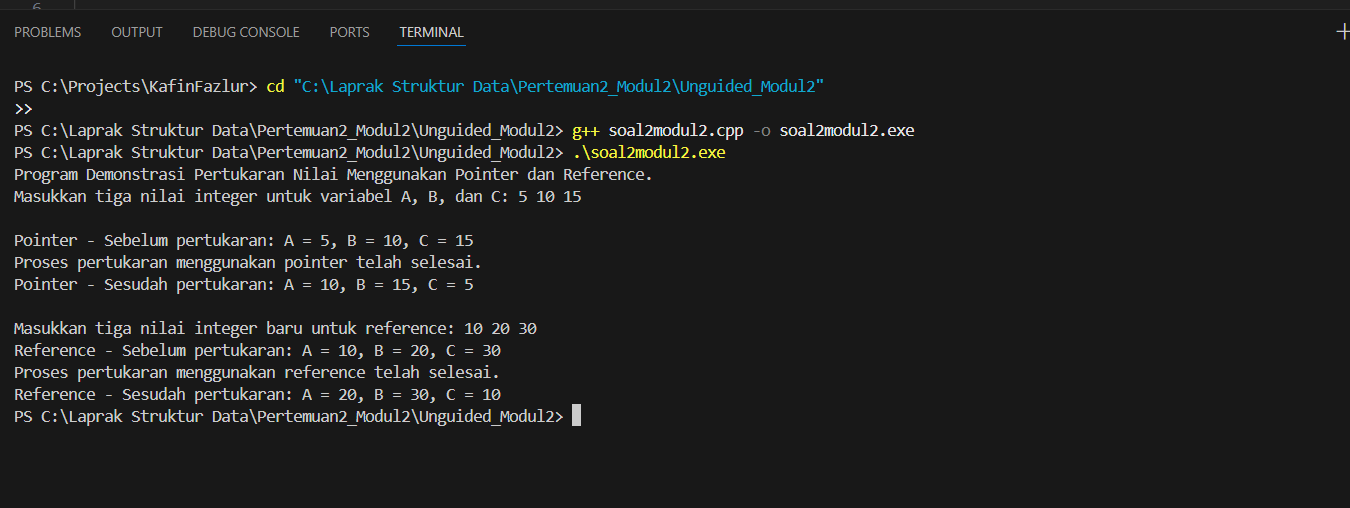 6
PROBLEMS OUTPUT DEBUG CONSOLE PORTS TERMINAL +
PS C:\Projects\KafinFazlur> cd "C:\Laprak Struktur Data\Pertemuan2_Modul2\Unguided_Modul2"
>>
PS C:\Laprak Struktur Data\Pertemuan2_Modul2\Unguided_Modul2> g++ soal2modul2.cpp -o soal2modul2.exe
PS C:\Laprak Struktur Data\Pertemuan2_Modul2\Unguided_Modul2> .\soal2modul2.exe
Program Demonstrasi Pertukaran Nilai Menggunakan Pointer dan Reference.
Masukkan tiga nilai integer untuk variabel A, B, dan C: 5 10 15
Pointer - Sebelum pertukaran: A = 5, B = 10, C = 15
Proses pertukaran menggunakan pointer telah selesai.
Pointer - Sesudah pertukaran: A = 10, B = 15, C = 5
Masukkan tiga nilai integer baru untuk reference: 10 20 30
Reference - Sebelum pertukaran: A = 10, B = 20, C = 30
Proses pertukaran menggunakan reference telah selesai.
Reference - Sesudah pertukaran: A = 20, B = 30, C = 10
PS C:\Laprak Struktur Data\Pertemuan2_Modul2\Unguided_Modul2>